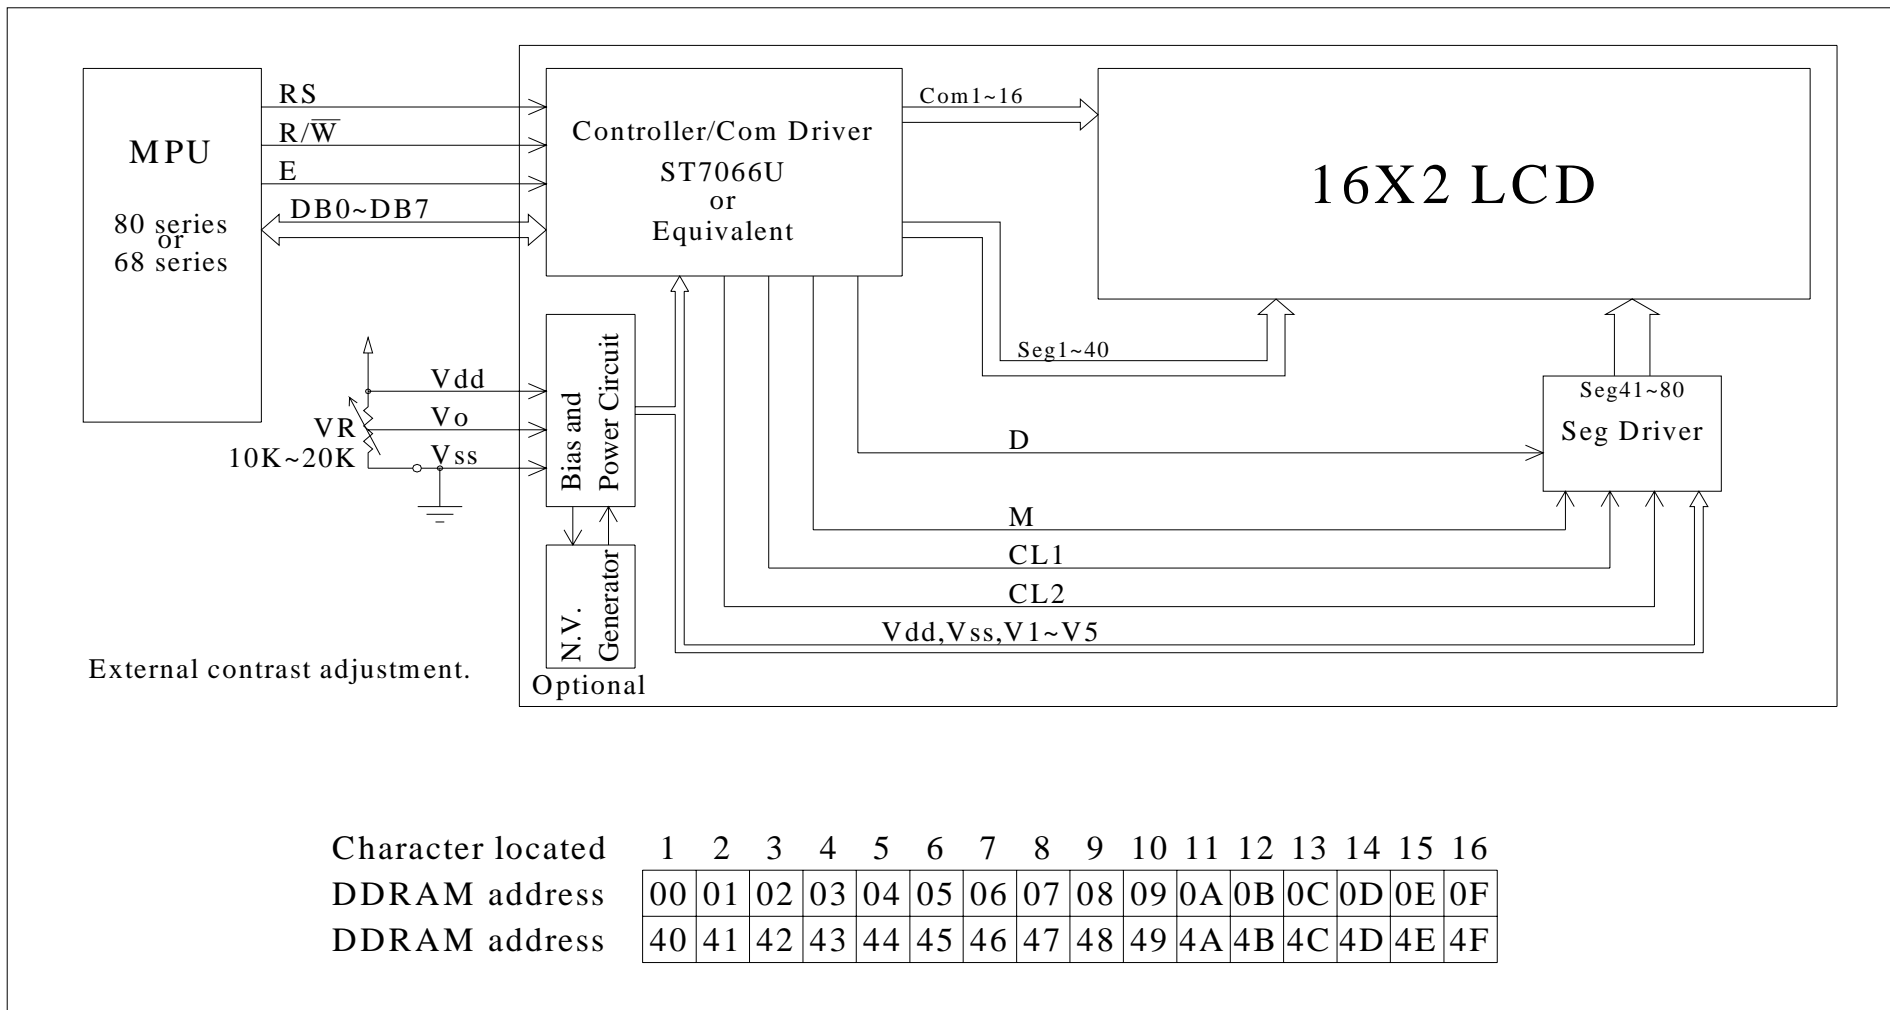 MPU
80 series
or
68 series
RS
R/W̅
E
DB0~DB7
Controller/Com Driver
ST7066U
or
Equivalent
Com1~16
16X2 LCD
Seg1~40
Seg41~80
Seg Driver
Vdd
Vo
Vss
VR
10K~20K
Bias and
Power Circuit
N.V.
Generator
Optional
D
M
CL1
CL2
Vdd,Vss,V1~V5
External contrast adjustment.
Character located 1 2 3 4 5 6 7 8 9 10 11 12 13 14 15 16
DDRAM address 00 01 02 03 04 05 06 07 08 09 0A 0B 0C 0D 0E 0F
DDRAM address 40 41 42 43 44 45 46 47 48 49 4A 4B 4C 4D 4E 4F